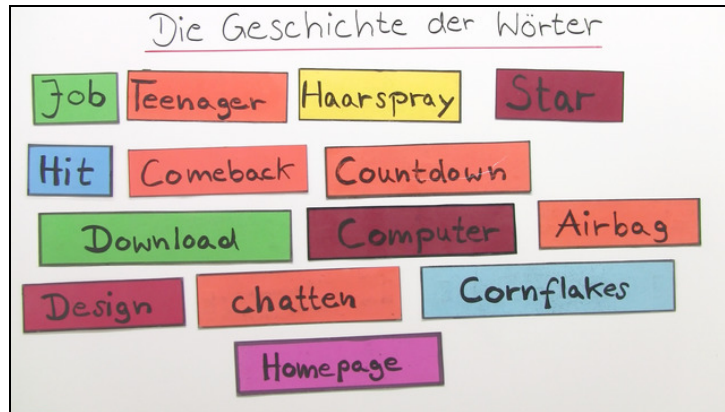 Die Geschichte der Wörter
Job Teenager Haarspray Star
Hit Comeback Countdown
Download Computer Airbag
Design chatten Cornflakes
Homepage